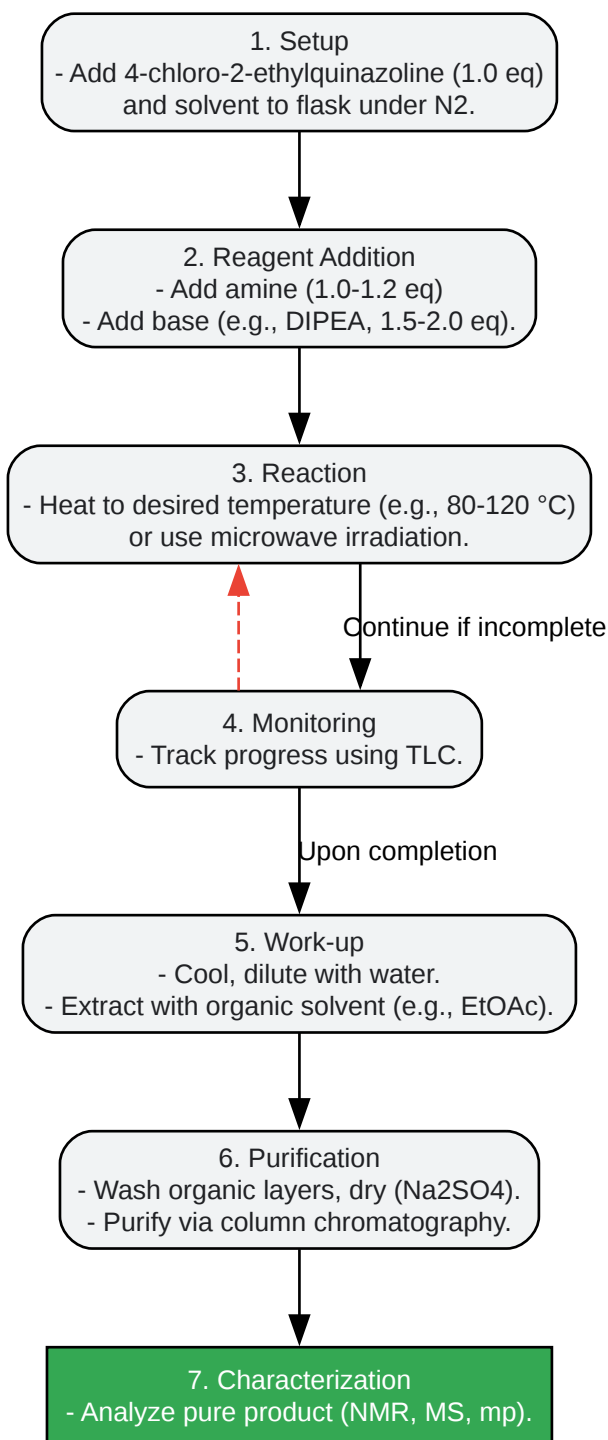 1. Setup
- Add 4-chloro-2-ethylquinazoline (1.0 eq)
and solvent to flask under N2.
2. Reagent Addition
- Add amine (1.0-1.2 eq)
- Add base (e.g., DIPEA, 1.5-2.0 eq).
3. Reaction
- Heat to desired temperature (e.g., 80-120 °C)
or use microwave irradiation.
Continue if incomplete
4. Monitoring
- Track progress using TLC.
Upon completion
5. Work-up
- Cool, dilute with water.
- Extract with organic solvent (e.g., EtOAc).
6. Purification
- Wash organic layers, dry (Na2SO4).
- Purify via column chromatography.
7. Characterization
- Analyze pure product (NMR, MS, mp).